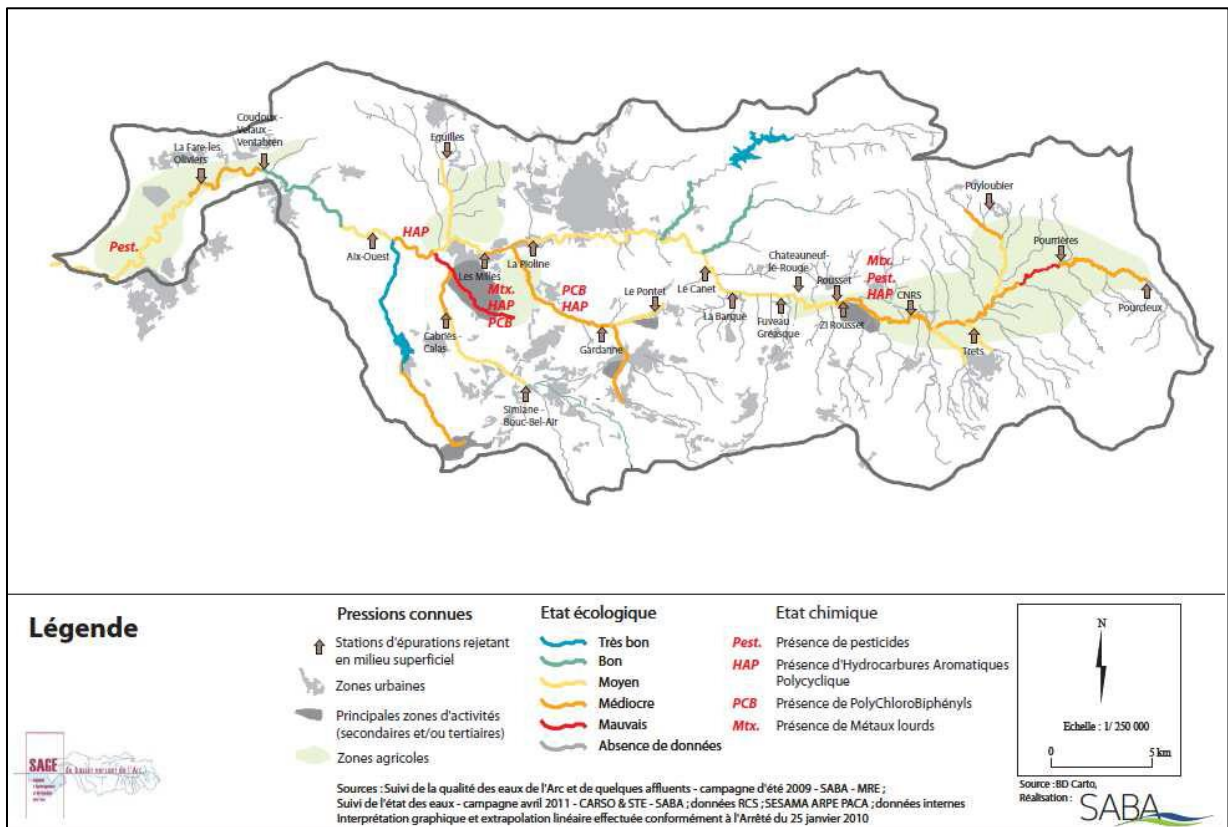 Coudoux -
Velaux -
Ventabren
La Fare-les
Oliviers
Eguilles
Puyloubier
Pourrières
Pest.
HAP
Aix-Ouest
Les Milles
La Pioline
Mtx.
HAP
PCB
PCB
HAP
Le Pontet
Le Canet
La Barque
Chateauneuf-
le-Rouge
Rousset
Mtx.
Pest.
HAP
CNRS
Fuveau
Gréasque
ZI Rousset
Pourcieux
Trets
Cabriès -
Calas
Gardanne
Simiane -
Bouc-Bel-Air
Légende
Pressions connues
Stations d'épurations rejetant
en milieu superficiel
Zones urbaines
Principales zones d'activités
(secondaires et/ou tertiaires)
Zones agricoles
Etat écologique
Très bon
Bon
Moyen
Médiocre
Mauvais
Absence de données
Etat chimique
Pest. Présence de pesticides
HAP Présence d'Hydrocarbures Aromatiques
Polycyclique
PCB Présence de PolyChloroBiphényls
Mtx. Présence de Métaux lourds
N
Echelle : 1/ 250 000
0 5 km
SAGE
Sources : Suivi de la qualité des eaux de l'Arc et de quelques affluents - campagne d'été 2009 - SABA - MRE ;
Suivi de l'état des eaux - campagne avril 2011 - CARSO & STE - SABA ; données RCS ; SESAMA ARPE PACA ; données internes
Interprétation graphique et extrapolation linéaire effectuée conformément à l'Arrêté du 25 janvier 2010
Source : BD Carto,
Réalisation :
SABA